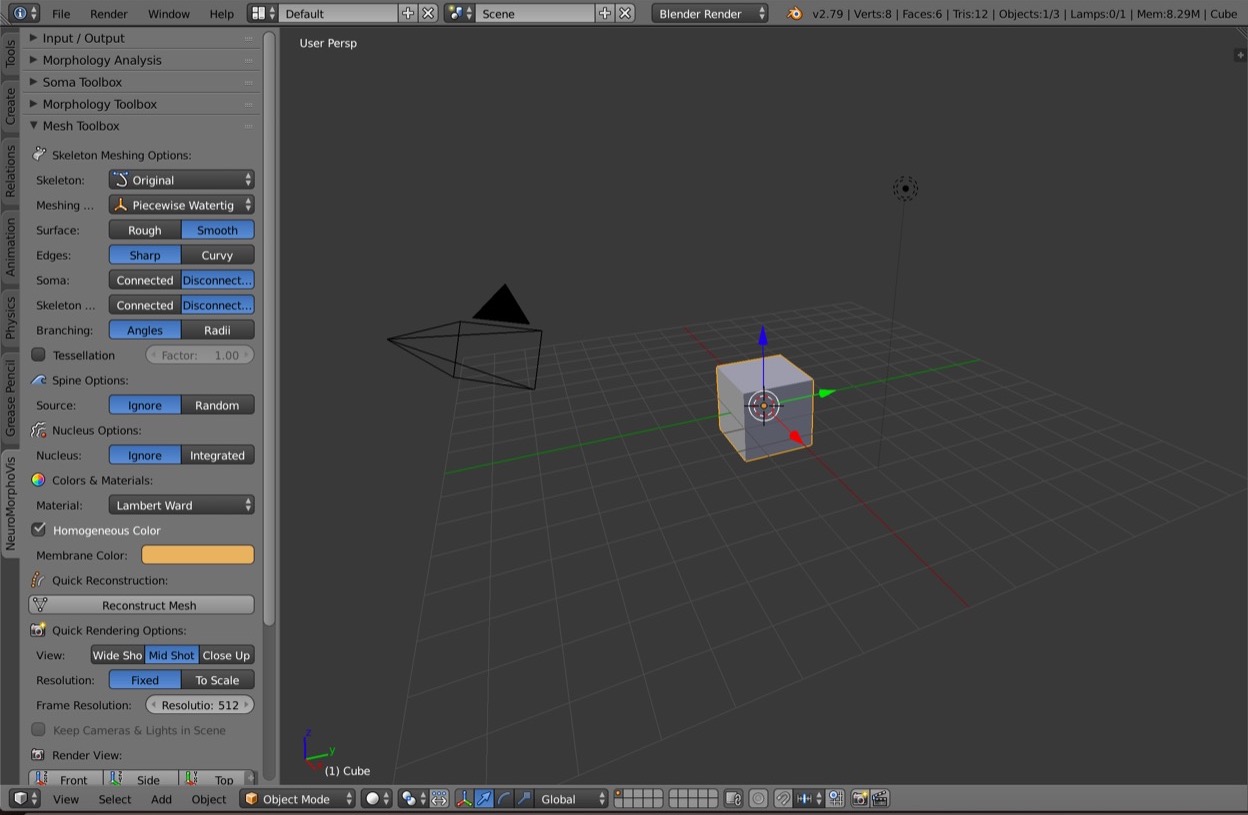 File Render Window Help Default Scene Blender Render v2.79 | Verts:8 | Faces:6 | Tris:12 | Objects:1/3 | Lamps:0/1 | Mem:8.29M | Cube
Tools
Create
Relations
Animation
Physics
Grease Pencil
NeuroMorphoVis
Input / Output
Morphology Analysis
Soma Toolbox
Morphology Toolbox
Mesh Toolbox
Skeleton Meshing Options:
Skeleton: Original
Meshing ... Piecewise Watertig
Surface: Rough Smooth
Edges: Sharp Curvy
Soma: Connected Disconnect...
Skeleton ... Connected Disconnect...
Branching: Angles Radii
Tessellation Factor: 1.00
Spine Options:
Source: Ignore Random
Nucleus Options:
Nucleus: Ignore Integrated
Colors & Materials:
Material: Lambert Ward
Homogeneous Color
Membrane Color:
Quick Reconstruction:
Reconstruct Mesh
Quick Rendering Options:
View: Wide Sho Mid Shot Close Up
Resolution: Fixed To Scale
Frame Resolution: Resolutio: 512
Keep Cameras & Lights in Scene
Render View:
Front Side Top
User Persp
z
y
(1) Cube
View Select Add Object Object Mode Global